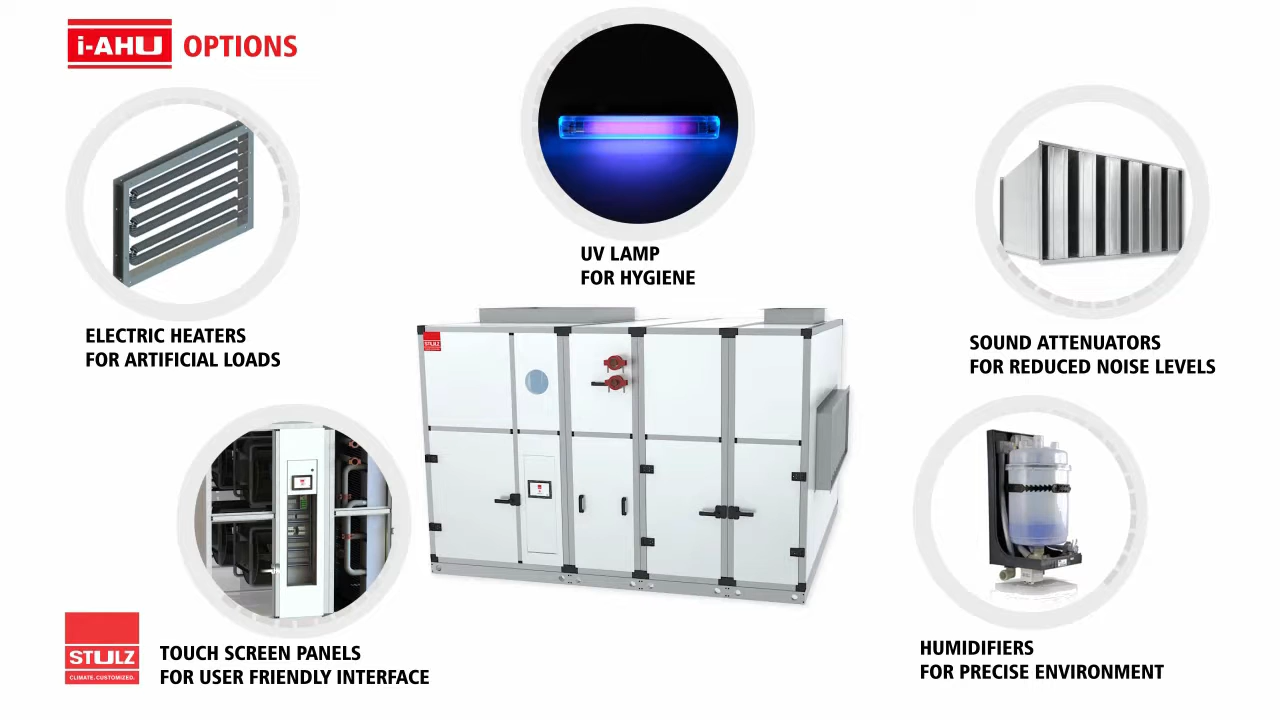 i-AHU OPTIONS
UV LAMP
FOR HYGIENE
ELECTRIC HEATERS
FOR ARTIFICIAL LOADS
SOUND ATTENUATORS
FOR REDUCED NOISE LEVELS
STULZ
TOUCH SCREEN PANELS
FOR USER FRIENDLY INTERFACE
HUMIDIFIERS
FOR PRECISE ENVIRONMENT
STULZ
CLIMATE. CUSTOMIZED.